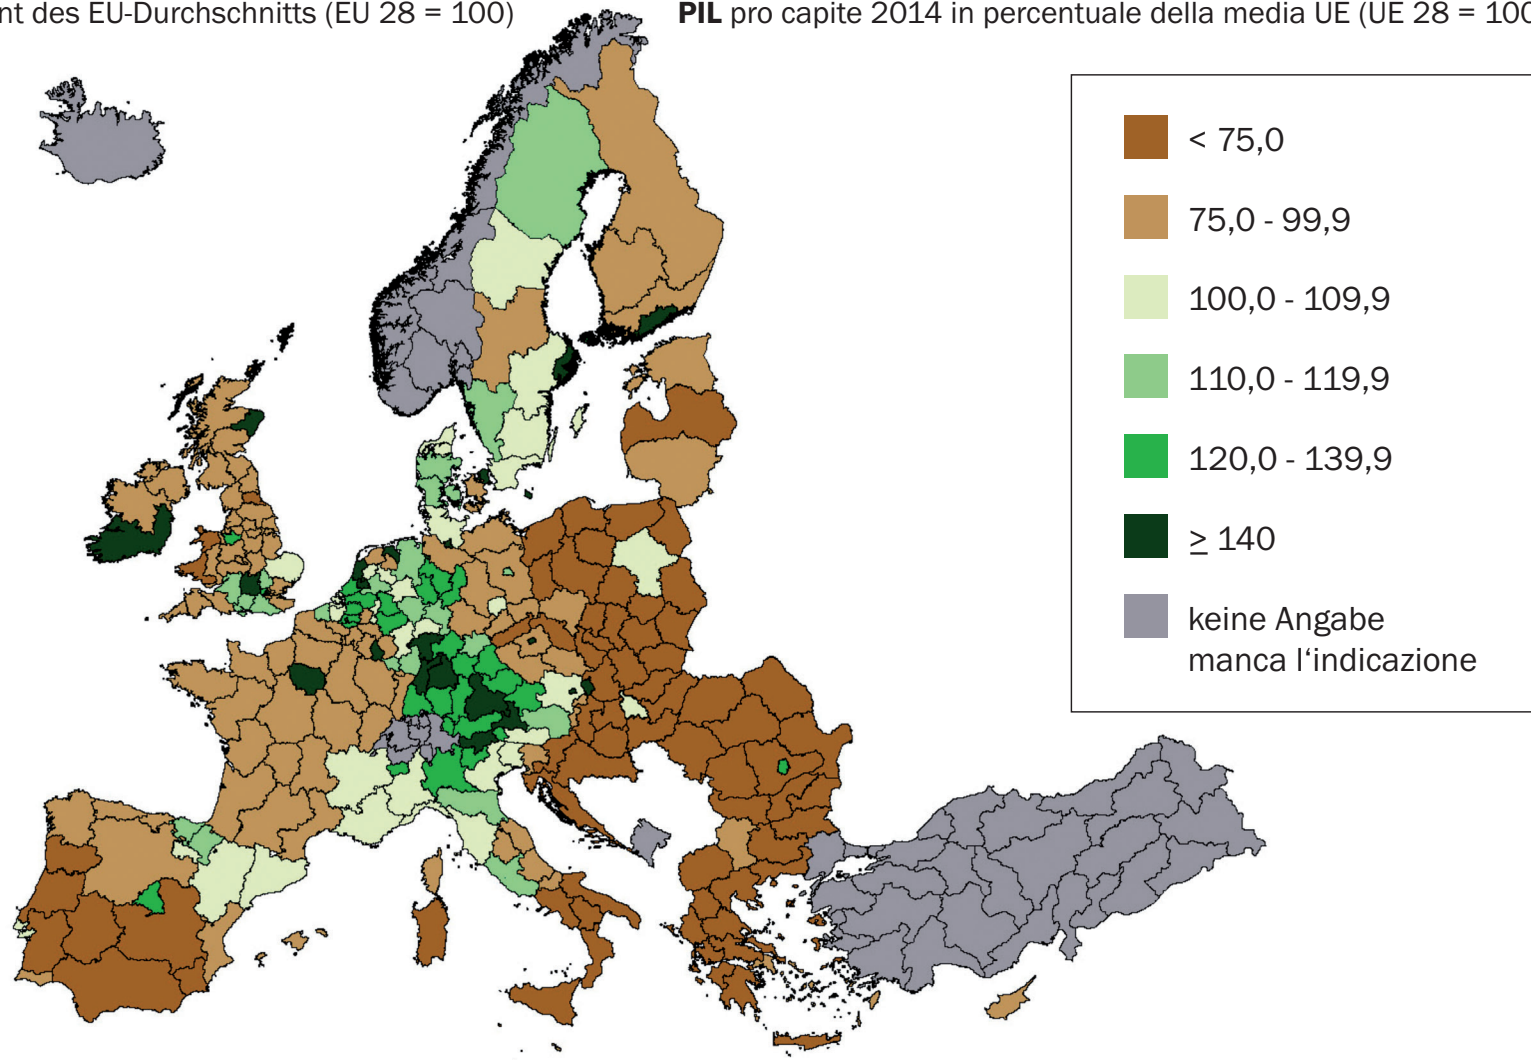 nt des EU-Durchschnitts (EU 28 = 100)
PIL pro capite 2014 in percentuale della media UE (UE 28 = 100
< 75,0
75,0 - 99,9
100,0 - 109,9
110,0 - 119,9
120,0 - 139,9
≥ 140
keine Angabe
manca l‘indicazione